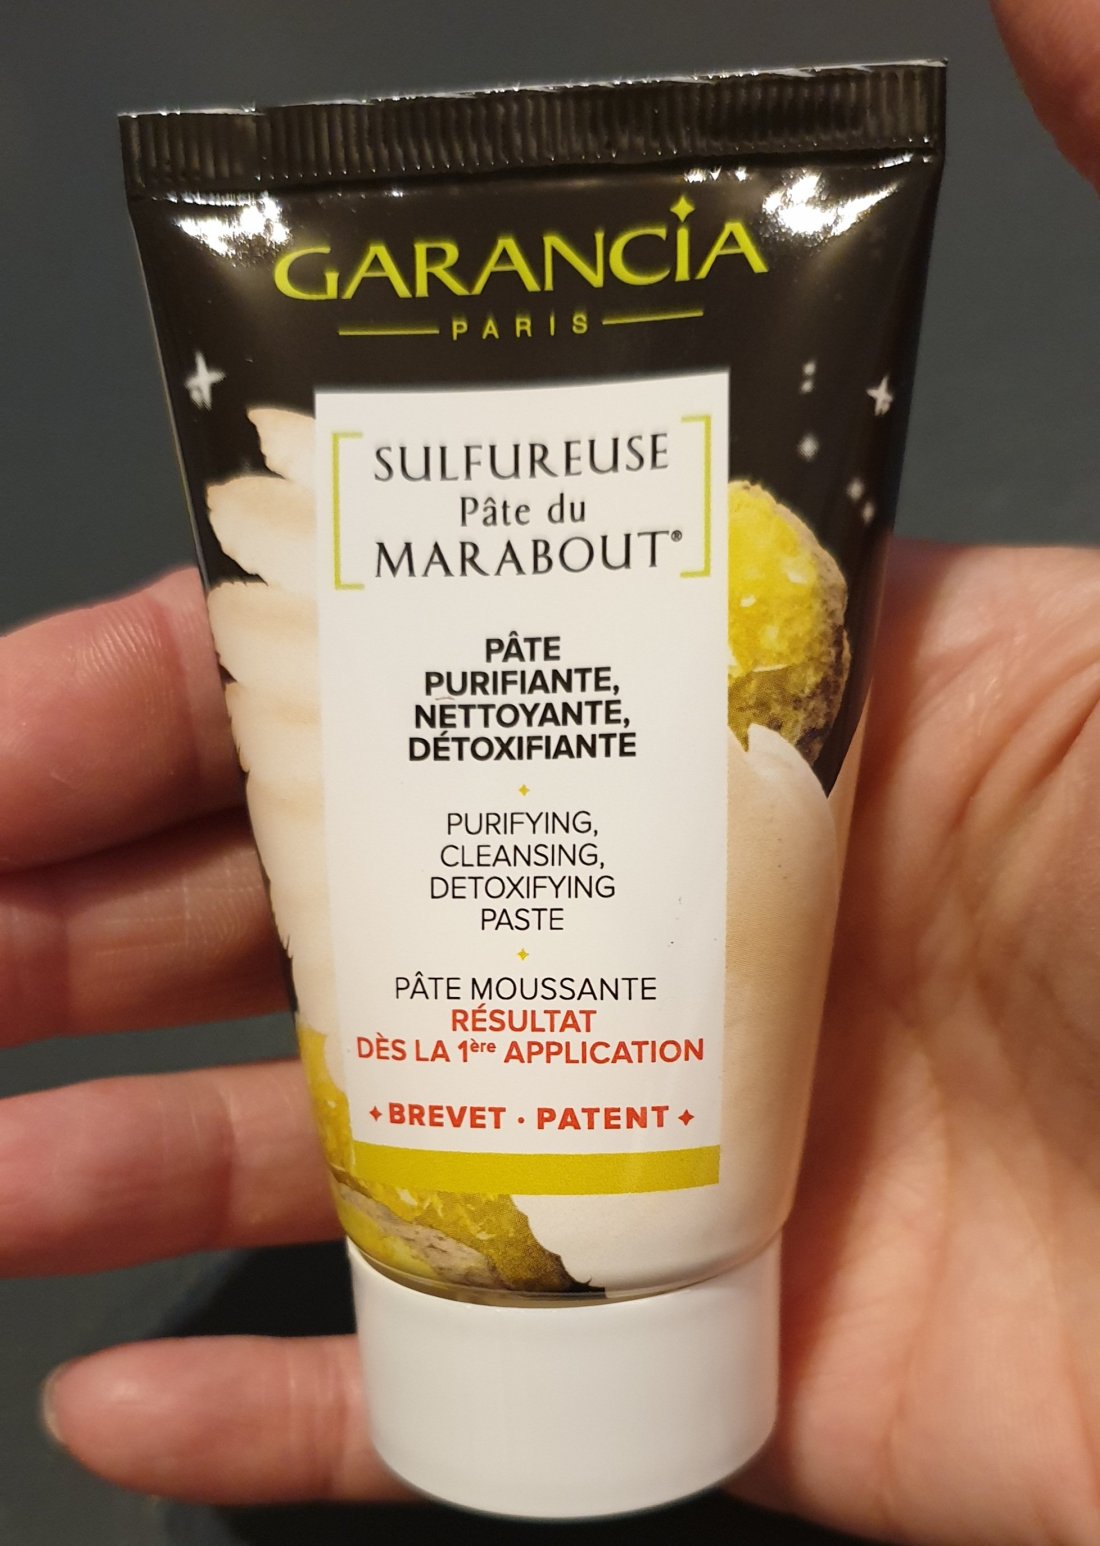 GARANCIA
PARIS
SULFUREUSE
Pâte du
MARABOUT®
PÂTE
PURIFIANTE,
NETTOYANTE,
DÉTOXIFIANTE
PURIFYING,
CLEANSING,
DETOXIFYING
PASTE
PÂTE MOUSSANTE
RÉSULTAT
DÈS LA 1ère APPLICATION
BREVET · PATENT